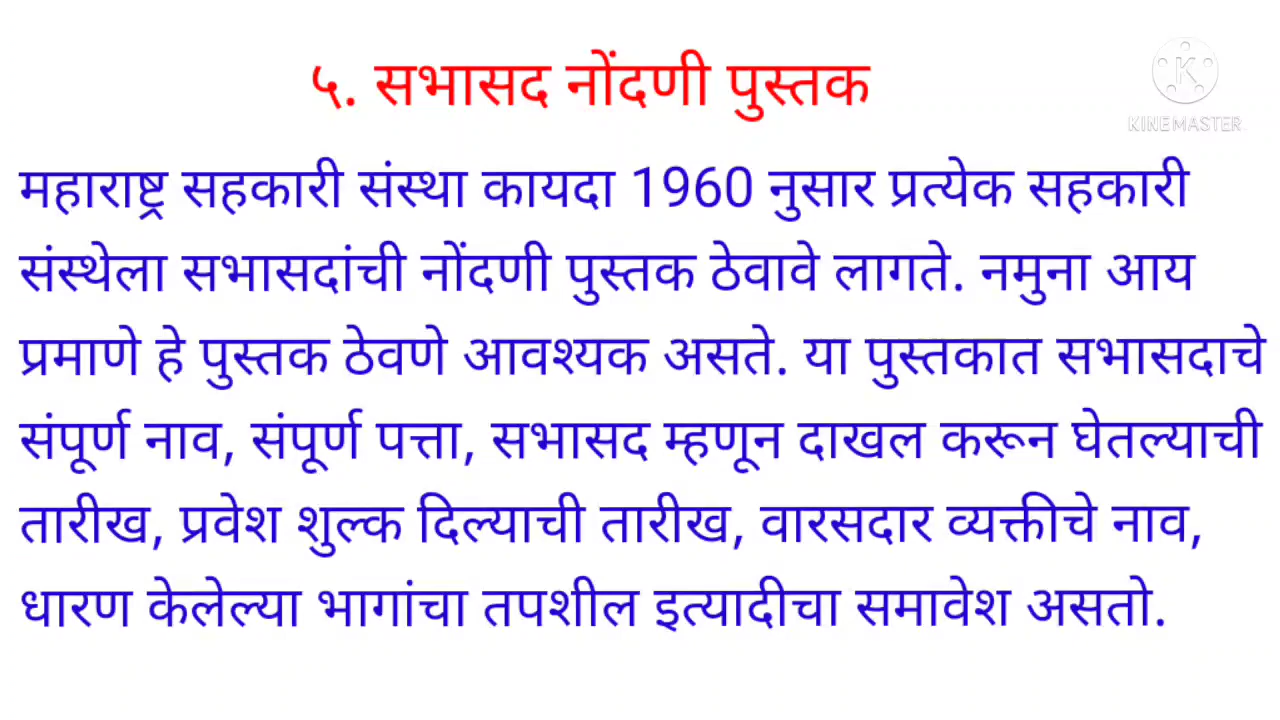 ५. सभासद नोंदणी पुस्तक
KINEMASTER
महाराष्ट्र सहकारी संस्था कायदा 1960 नुसार प्रत्येक सहकारी
संस्थेला सभासदांची नोंदणी पुस्तक ठेवावे लागते. नमुना आय
प्रमाणे हे पुस्तक ठेवणे आवश्यक असते. या पुस्तकात सभासदाचे
संपूर्ण नाव, संपूर्ण पत्ता, सभासद म्हणून दाखल करून घेतल्याची
तारीख, प्रवेश शुल्क दिल्याची तारीख, वारसदार व्यक्तीचे नाव,
धारण केलेल्या भागांचा तपशील इत्यादीचा समावेश असतो.